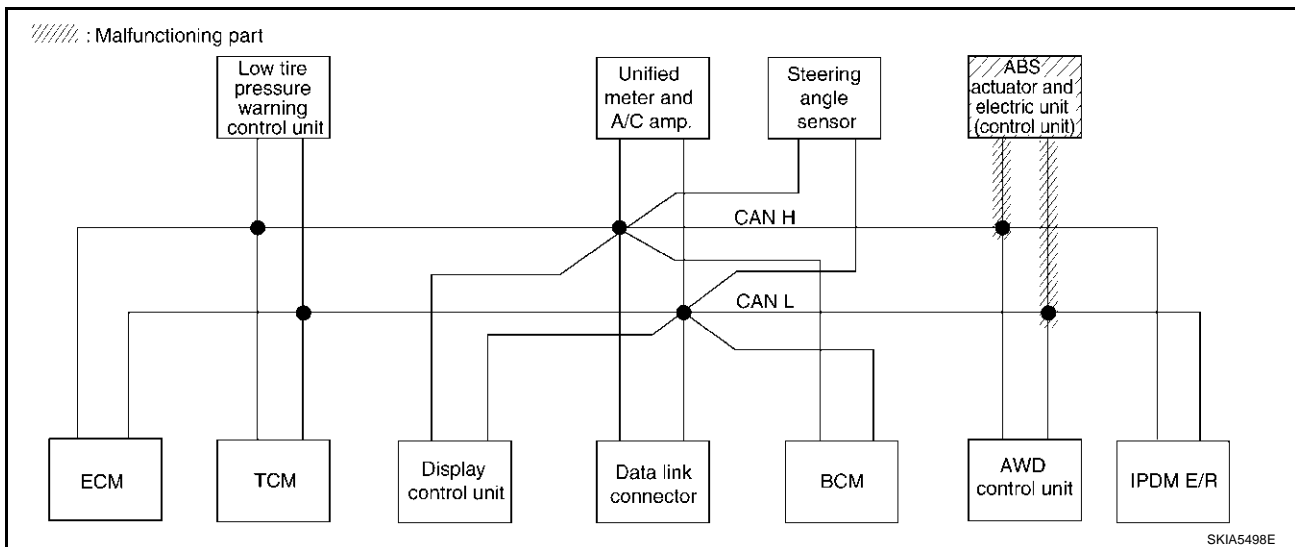 : Malfunctioning part
Low tire
pressure
warning
control unit
Unified
meter and
A/C amp.
Steering
angle
sensor
ABS
actuator and
electric unit
(control unit)
CAN H
CAN L
ECM
TCM
Display
control unit
Data link
connector
BCM
AWD
control unit
IPDM E/R
SKIA5498E